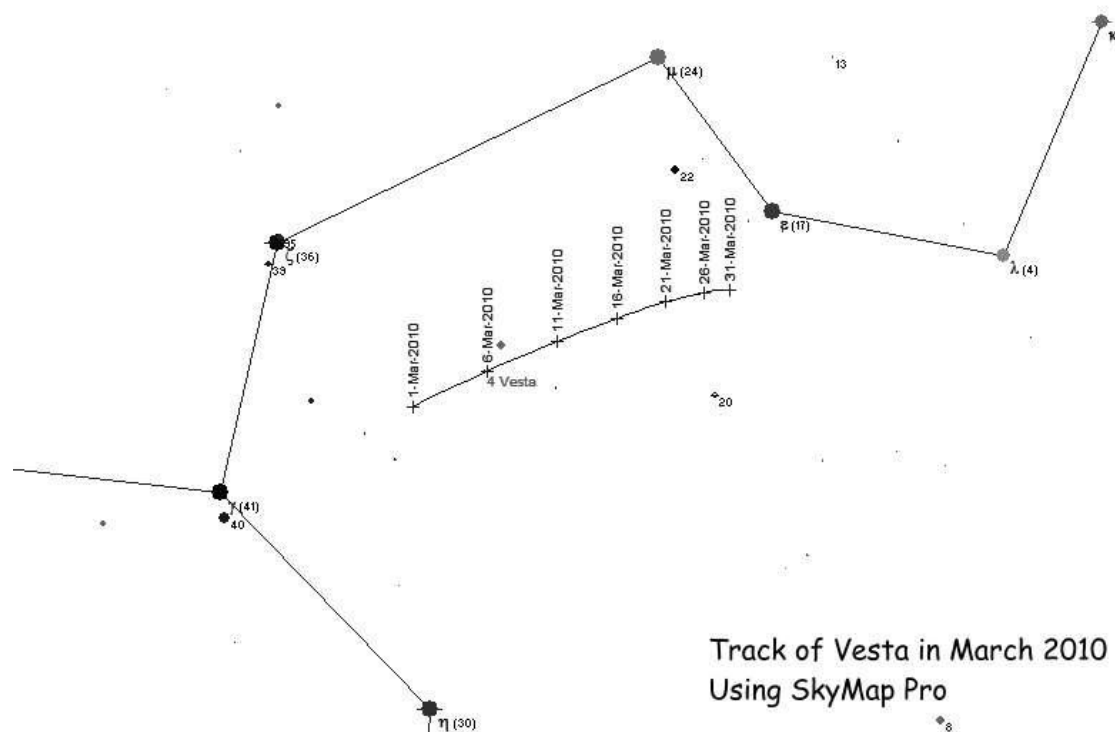 κ
μ (24)
13
22
ε (17)
35
ζ (36)
39
λ (4)
1-Mar-2010
6-Mar-2010
11-Mar-2010
16-Mar-2010
21-Mar-2010
26-Mar-2010
31-Mar-2010
4 Vesta
20
γ (41)
40
Track of Vesta in March 2010
Using SkyMap Pro
η (30)
8